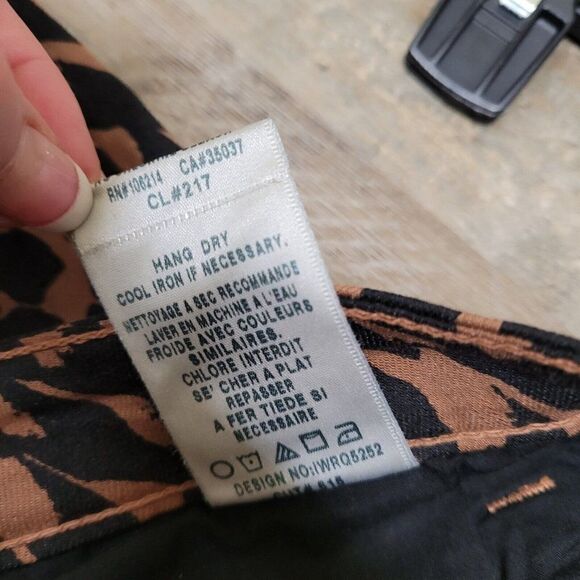 RN#106214 CA#35037
CL#217
HANG DRY
COOL IRON IF NECESSARY.
NETTOYAGE A SEC RECOMMANDE
LAVER EN MACHINE A L'EAU
FROIDE AVEC COULEURS
SIMILAIRES.
CHLORE INTERDIT
SE' CHER A PLAT
REPASSER
A FER TIEDE SI
NECESSAIRE
DESIGN NO:IWRQ5252